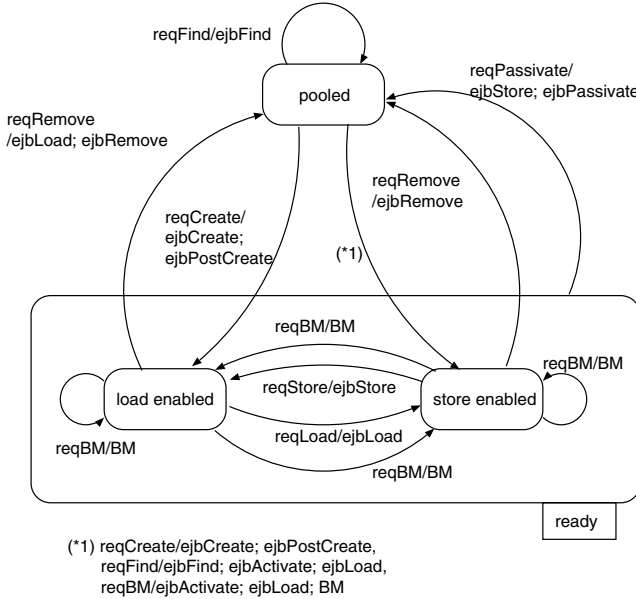 reqFind/ejbFind
pooled
reqPassivate/
ejbStore; ejbPassivate
reqRemove
/ejbLoad; ejbRemove
reqRemove
/ejbRemove
reqCreate/
ejbCreate;
ejbPostCreate
(*1)
reqBM/BM
reqBM/BM
load enabled
reqStore/ejbStore
store enabled
reqLoad/ejbLoad
reqBM/BM
reqBM/BM
ready
(*1) reqCreate/ejbCreate; ejbPostCreate,
reqFind/ejbFind; ejbActivate; ejbLoad,
reqBM/ejbActivate; ejbLoad; BM